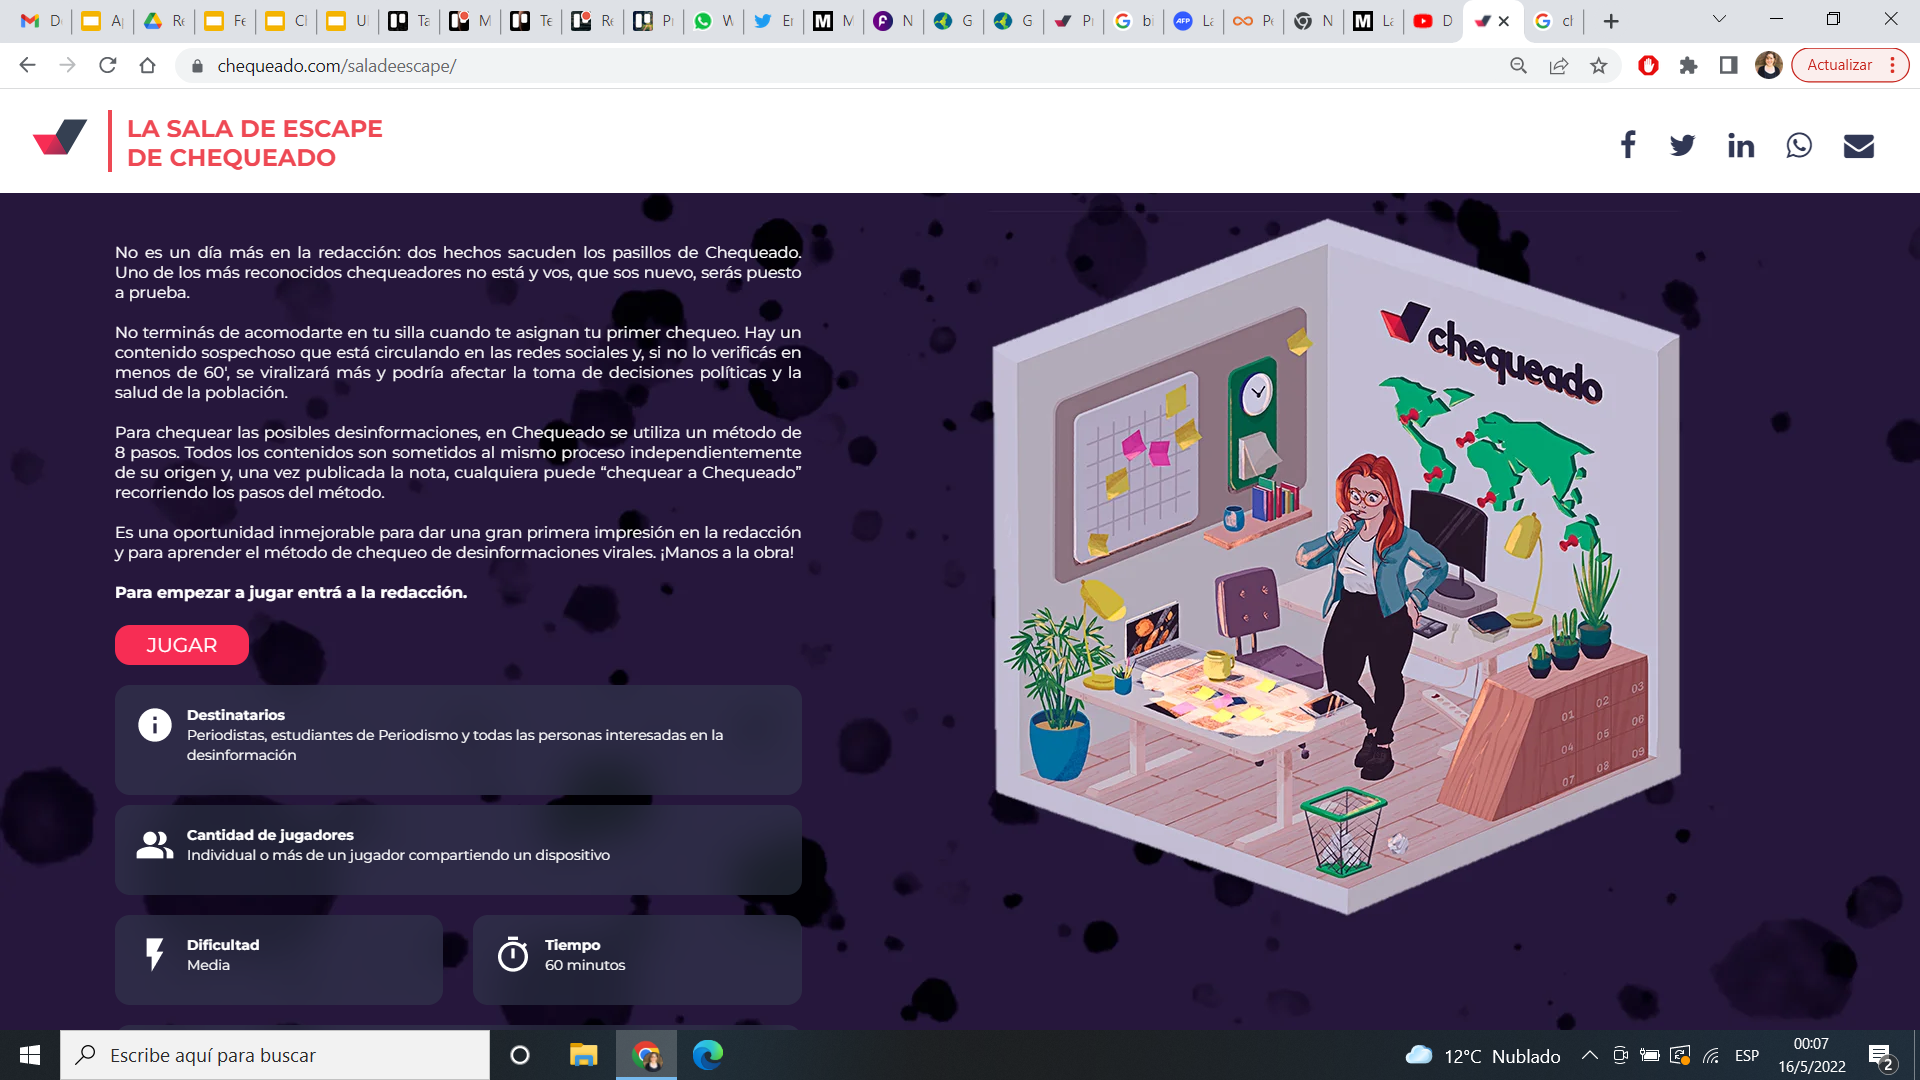 chequeado.com/saladeescape/
Actualizar
LA SALA DE ESCAPE
DE CHEQUEADO
No es un día más en la redacción: dos hechos sacuden los pasillos de Chequeado.
Uno de los más reconocidos chequeadores no está y vos, que sos nuevo, serás puesto
a prueba.
No terminás de acomodarte en tu silla cuando te asignan tu primer chequeo. Hay un
contenido sospechoso que está circulando en las redes sociales y, si no lo verificás en
menos de 60', se viralizará más y podría afectar la toma de decisiones políticas y la
salud de la población.
Para chequear las posibles desinformaciones, en Chequeado se utiliza un método de
8 pasos. Todos los contenidos son sometidos al mismo proceso independientemente
de su origen y, una vez publicada la nota, cualquiera puede “chequear a Chequeado”
recorriendo los pasos del método.
Es una oportunidad inmejorable para dar una gran primera impresión en la redacción
y para aprender el método de chequeo de desinformaciones virales. ¡Manos a la obra!
Para empezar a jugar entrá a la redacción.
JUGAR
Destinatarios
Periodistas, estudiantes de Periodismo y todas las personas interesadas en la
desinformación
Cantidad de jugadores
Individual o más de un jugador compartiendo un dispositivo
Dificultad
Media
Tiempo
60 minutos
chequeado
01 02 03
04 05 06
07 08 09
Escribe aquí para buscar
12°C Nublado
ESP
00:07
16/5/2022
2